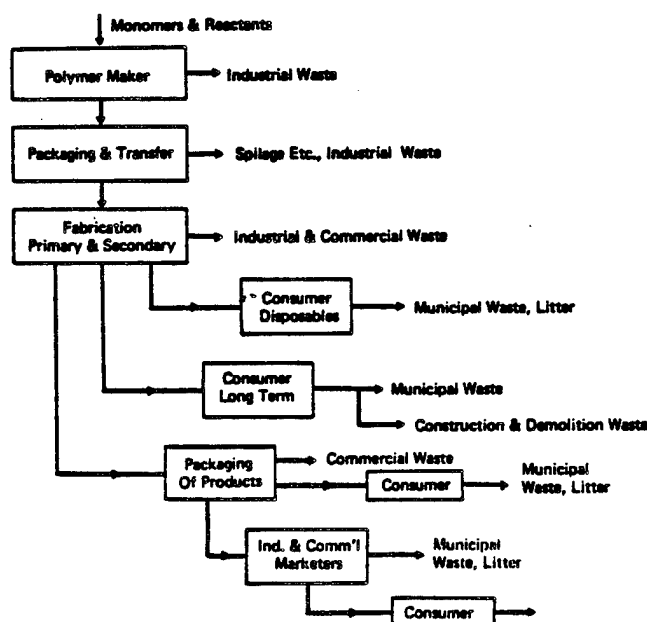 Monomers & Reactants
Polymer Maker
Industrial Waste
Packaging & Transfer
Spilage Etc., Industrial Waste
Fabrication
Primary & Secondary
Industrial & Commercial Waste
Consumer
Disposables
Municipal Waste, Litter
Consumer
Long Term
Municipal Waste
Construction & Demolition Waste
Packaging
Of Products
Commercial Waste
Consumer
Municipal
Waste, Litter
Ind. & Comm'l
Marketers
Municipal
Waste, Litter
Consumer